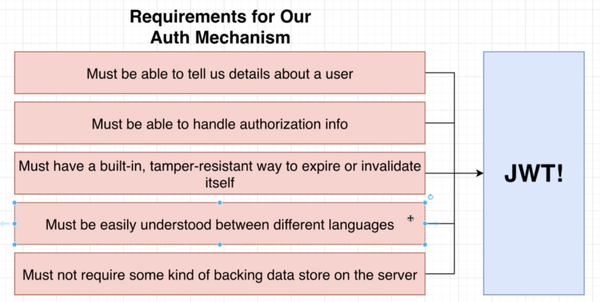 Requirements for Our
Auth Mechanism
Must be able to tell us details about a user
Must be able to handle authorization info
Must have a built-in, tamper-resistant way to expire or invalidate
itself
Must be easily understood between different languages
Must not require some kind of backing data store on the server
JWT!